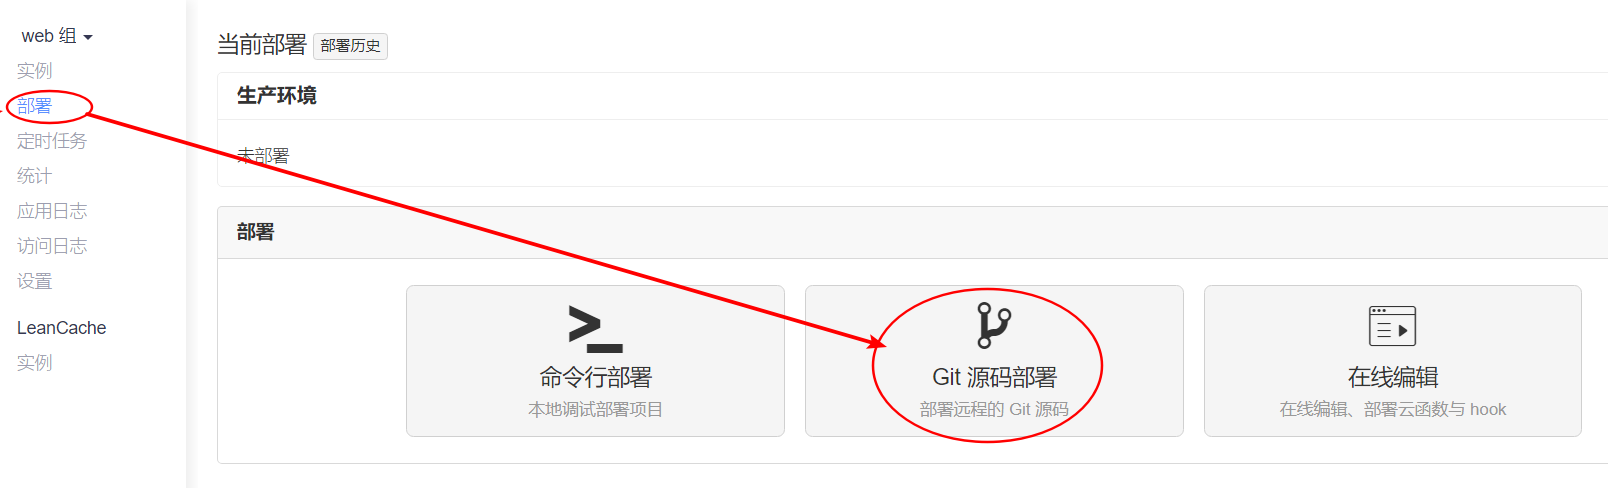 web 组
实例
部署
定时任务
统计
应用日志
访问日志
设置
LeanCache
实例
当前部署 部署历史
生产环境
未部署
部署
命令行部署
本地调试部署项目
Git 源码部署
部署远程的 Git 源码
在线编辑
在线编辑、部署云函数与 hook